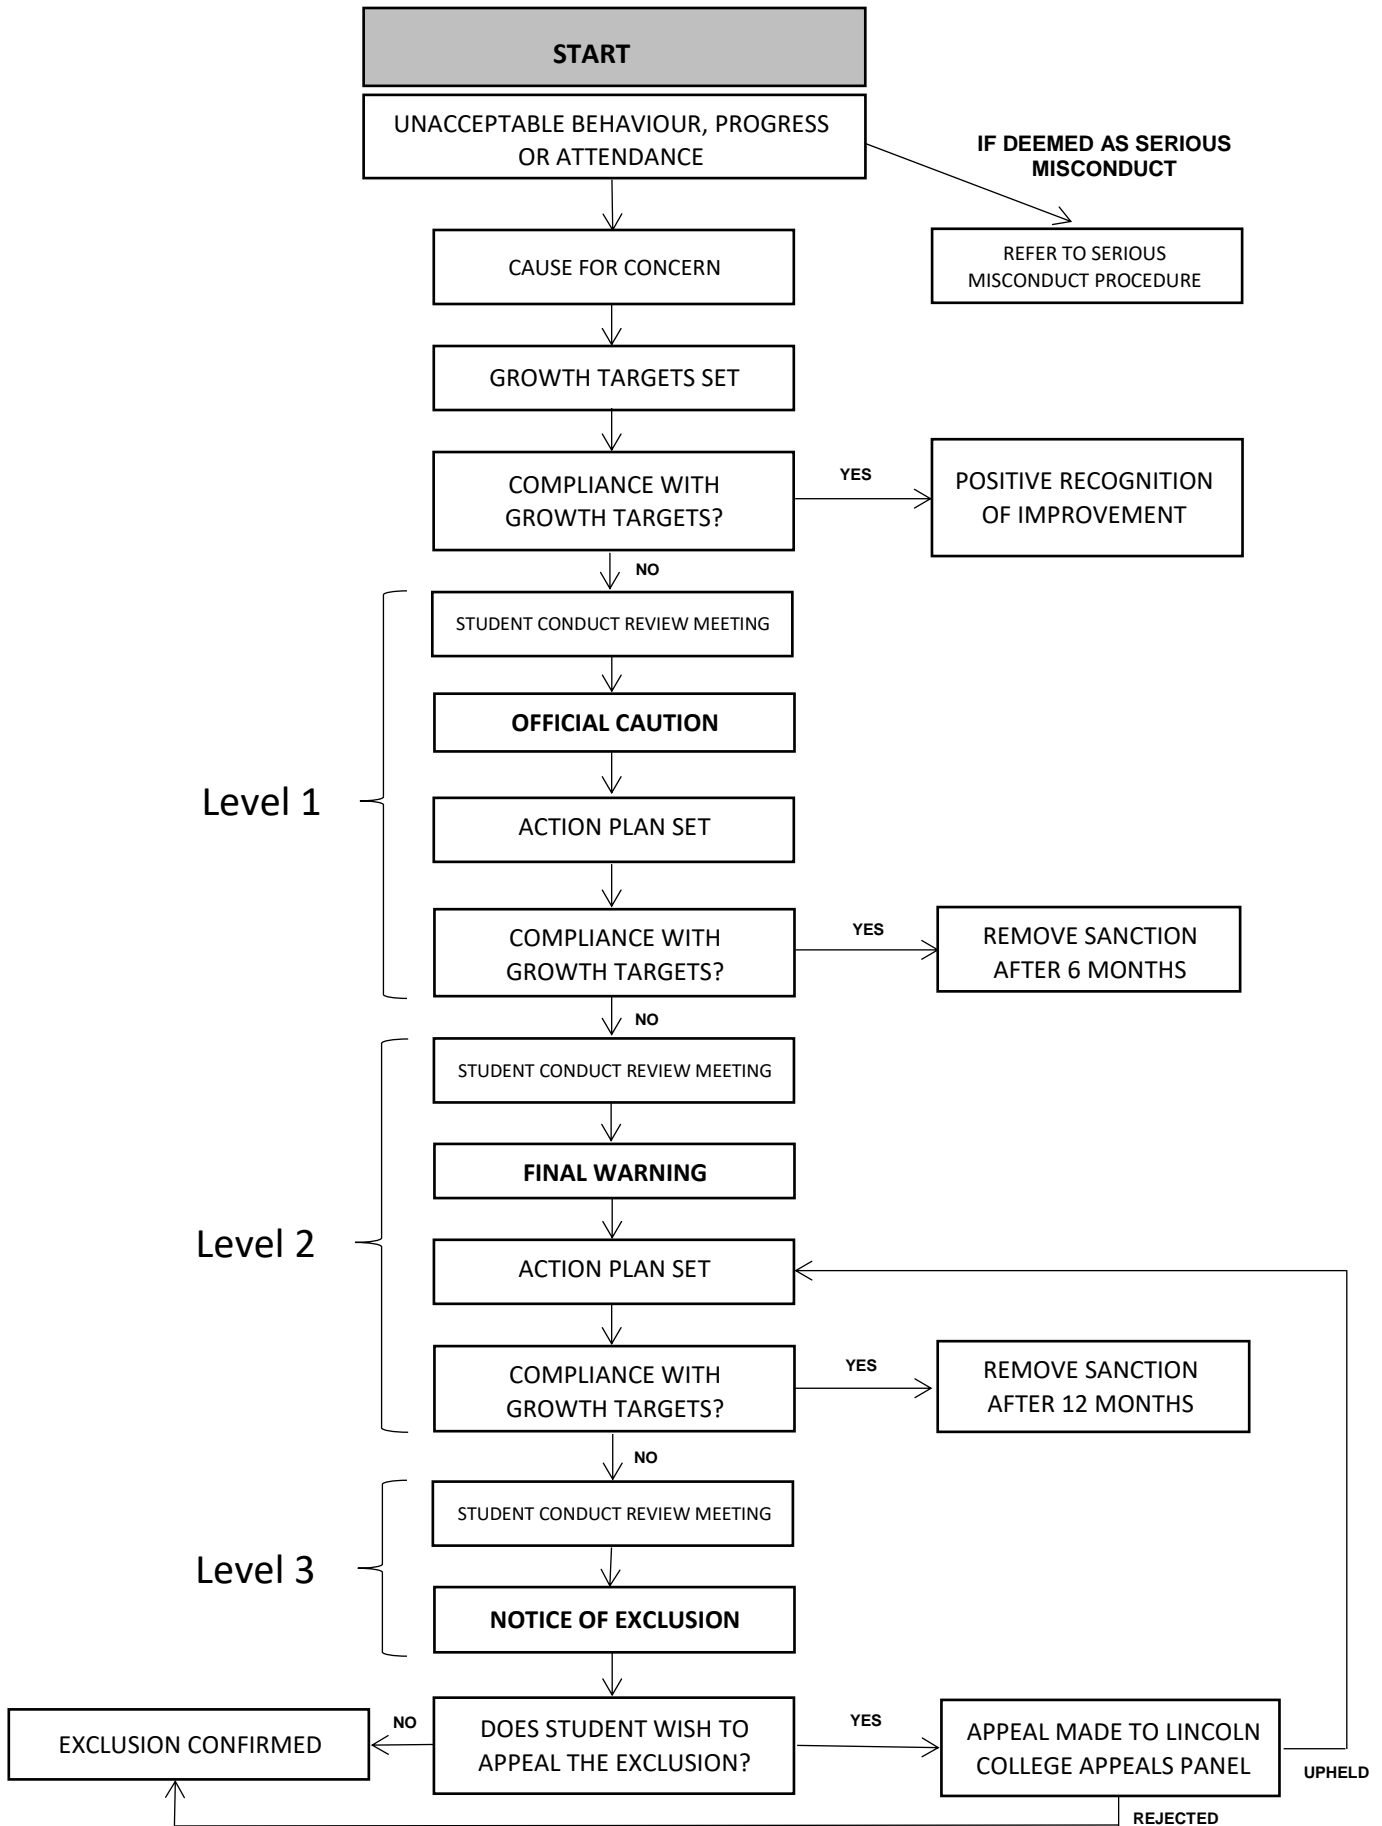 START
UNACCEPTABLE BEHAVIOUR, PROGRESS
OR ATTENDANCE
IF DEEMED AS SERIOUS
MISCONDUCT
REFER TO SERIOUS
MISCONDUCT PROCEDURE
CAUSE FOR CONCERN
GROWTH TARGETS SET
COMPLIANCE WITH
GROWTH TARGETS?
YES
POSITIVE RECOGNITION
OF IMPROVEMENT
NO
Level 1
STUDENT CONDUCT REVIEW MEETING
OFFICIAL CAUTION
ACTION PLAN SET
COMPLIANCE WITH
GROWTH TARGETS?
YES
REMOVE SANCTION
AFTER 6 MONTHS
NO
Level 2
STUDENT CONDUCT REVIEW MEETING
FINAL WARNING
ACTION PLAN SET
COMPLIANCE WITH
GROWTH TARGETS?
YES
REMOVE SANCTION
AFTER 12 MONTHS
NO
Level 3
STUDENT CONDUCT REVIEW MEETING
NOTICE OF EXCLUSION
DOES STUDENT WISH TO
APPEAL THE EXCLUSION?
NO
EXCLUSION CONFIRMED
YES
APPEAL MADE TO LINCOLN
COLLEGE APPEALS PANEL
UPHELD
REJECTED